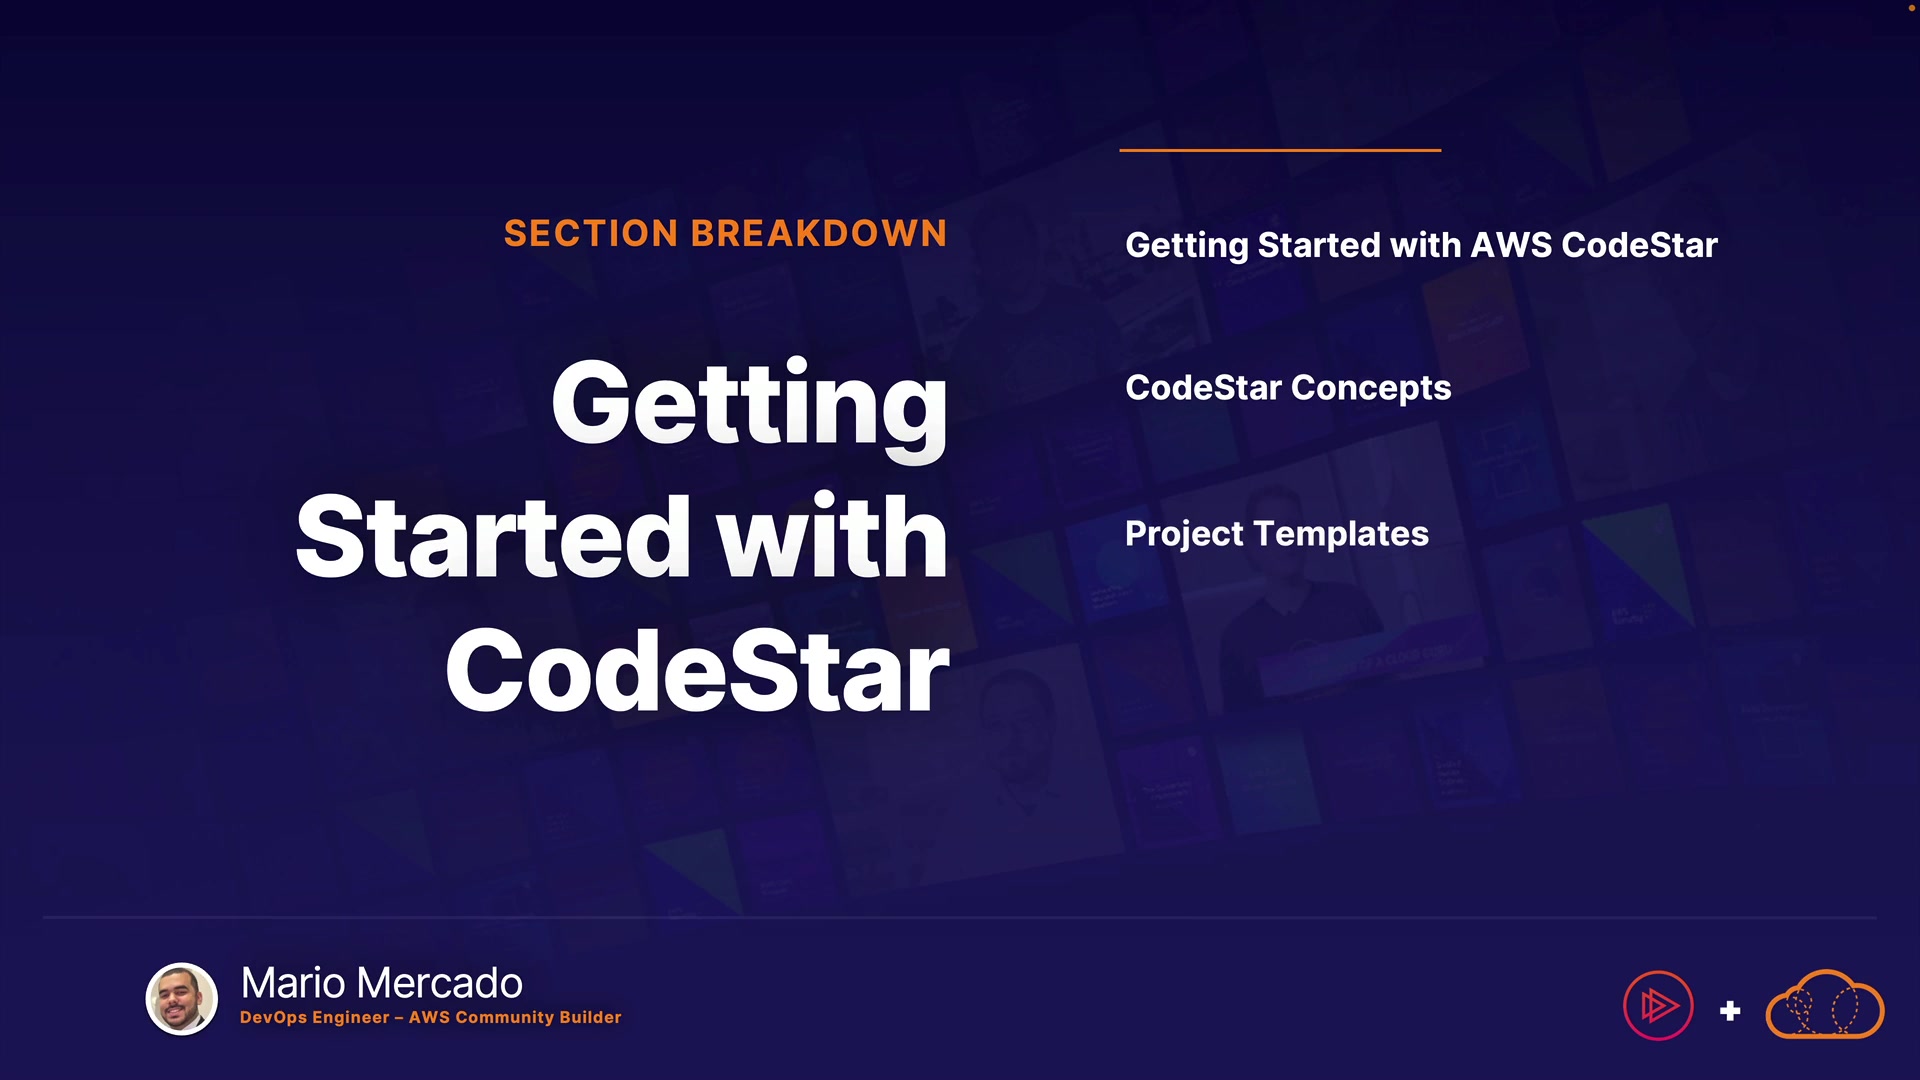 SECTION BREAKDOWN
Getting
Started with
CodeStar
Getting Started with AWS CodeStar
CodeStar Concepts
Project Templates
Mario Mercado
DevOps Engineer – AWS Community Builder